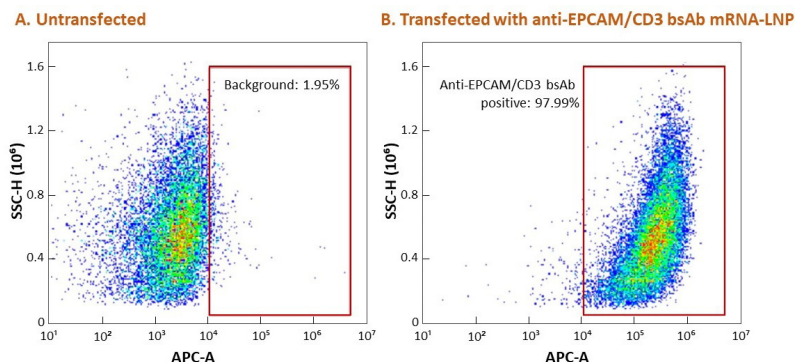 A. Untransfected
B. Transfected with anti-EPCAM/CD3 bsAb mRNA-LNP
SSC-H (10⁶)
1.6
1.2
0.8
0.4
0
Background: 1.95%
10¹ 10² 10³ 10⁴ 10⁵ 10⁶ 10⁷
APC-A
SSC-H (10⁶)
1.6
1.2
0.8
0.4
0
Anti-EPCAM/CD3 bsAb
positive: 97.99%
10¹ 10² 10³ 10⁴ 10⁵ 10⁶ 10⁷
APC-A